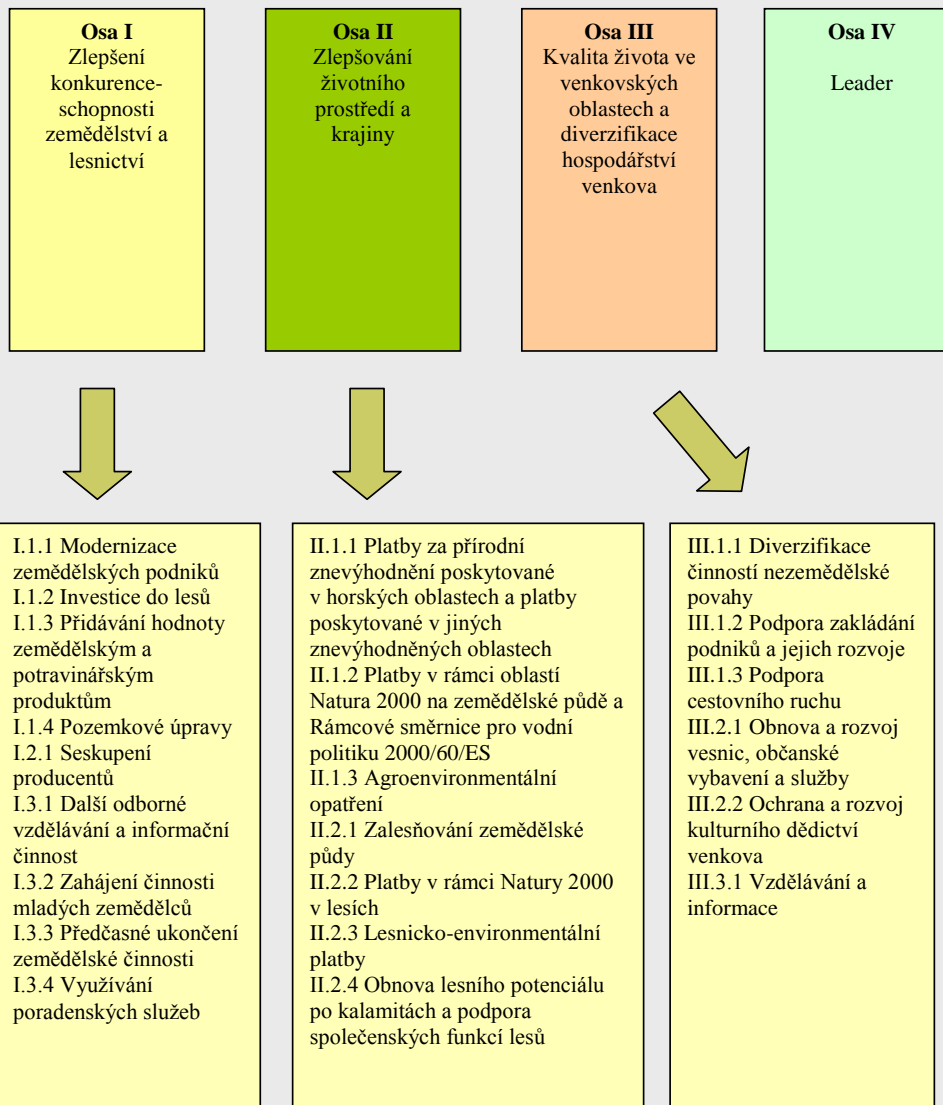 Osa I
Zlepšení
konkurence-
schopnosti
zemědělství a
lesnictví
Osa II
Zlepšování
životního
prostředí a
krajiny
Osa III
Kvalita života ve
venkovských
oblastech a
diverzifikace
hospodářství
venkova
Osa IV
Leader
I.1.1 Modernizace
zemědělských podniků
I.1.2 Investice do lesů
I.1.3 Přidávání hodnoty
zemědělským a
potravinářským
produktům
I.1.4 Pozemkové úpravy
I.2.1 Seskupení
producentů
I.3.1 Další odborné
vzdělávání a informační
činnost
I.3.2 Zahájení činnosti
mladých zemědělců
I.3.3 Předčasné ukončení
zemědělské činnosti
I.3.4 Využívání
poradenských služeb
II.1.1 Platby za přírodní
znevýhodnění poskytované
v horských oblastech a platby
poskytované v jiných
znevýhodněných oblastech
II.1.2 Platby v rámci oblastí
Natura 2000 na zemědělské půdě a
Rámcové směrnice pro vodní
politiku 2000/60/ES
II.1.3 Agroenvironmentální
opatření
II.2.1 Zalesňování zemědělské
půdy
II.2.2 Platby v rámci Natury 2000
v lesích
II.2.3 Lesnicko-environmentální
platby
II.2.4 Obnova lesního potenciálu
po kalamitách a podpora
společenských funkcí lesů
III.1.1 Diverzifikace
činností nezemědělské
povahy
III.1.2 Podpora zakládání
podniků a jejich rozvoje
III.1.3 Podpora
cestovního ruchu
III.2.1 Obnova a rozvoj
vesnic, občanské
vybavení a služby
III.2.2 Ochrana a rozvoj
kulturního dědictví
venkova
III.3.1 Vzdělávání a
informace